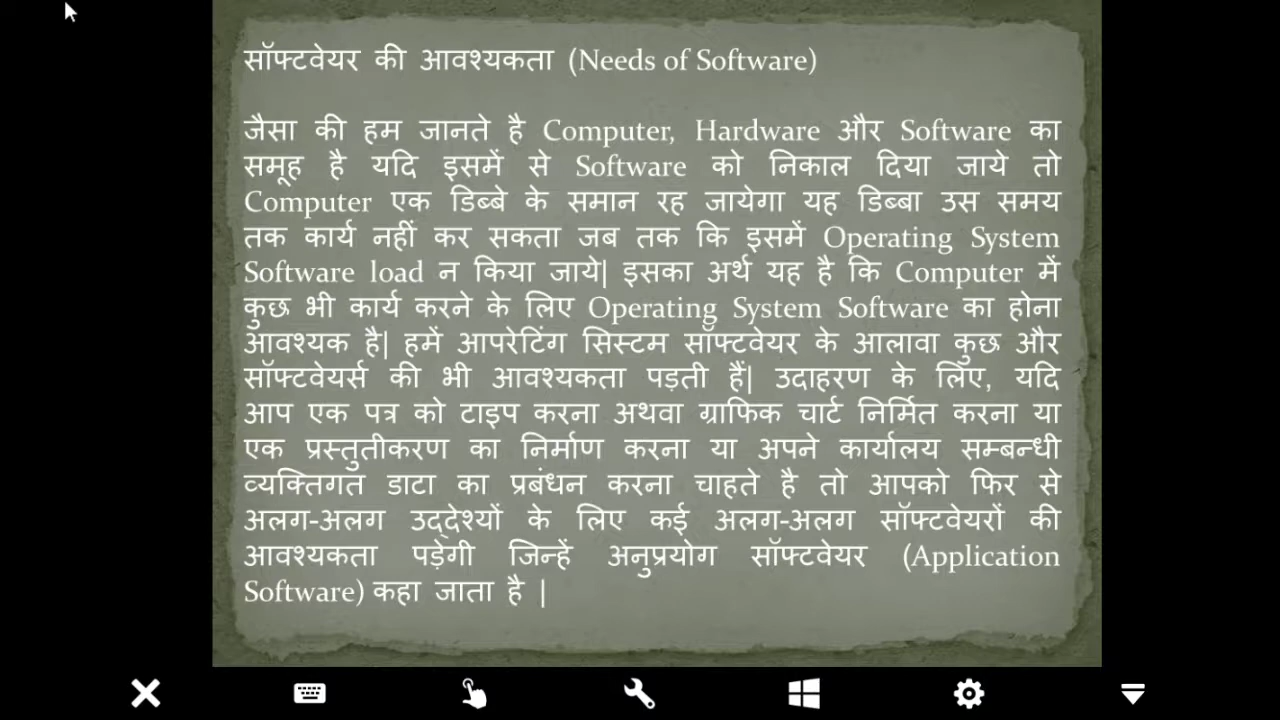 सॉफ्टवेयर की आवश्यकता (Needs of Software)
जैसा की हम जानते है Computer, Hardware और Software का
समूह है यदि इसमें से Software को निकाल दिया जाये तो
Computer एक डिब्बे के समान रह जायेगा यह डिब्बा उस समय
तक कार्य नहीं कर सकता जब तक कि इसमें Operating System
Software load न किया जाये| इसका अर्थ यह है कि Computer में
कुछ भी कार्य करने के लिए Operating System Software का होना
आवश्यक है| हमें आपरेटिंग सिस्टम सॉफ्टवेयर के आलावा कुछ और
सॉफ्टवेयर्स की भी आवश्यकता पड़ती हैं| उदाहरण के लिए, यदि
आप एक पत्र को टाइप करना अथवा ग्राफिक चार्ट निर्मित करना या
एक प्रस्तुतीकरण का निर्माण करना या अपने कार्यालय सम्बन्धी
व्यक्तिगत डाटा का प्रबंधन करना चाहते है तो आपको फिर से
अलग-अलग उद्देश्यों के लिए कई अलग-अलग सॉफ्टवेयरों की
आवश्यकता पड़ेगी जिन्हें अनुप्रयोग सॉफ्टवेयर (Application
Software) कहा जाता है |